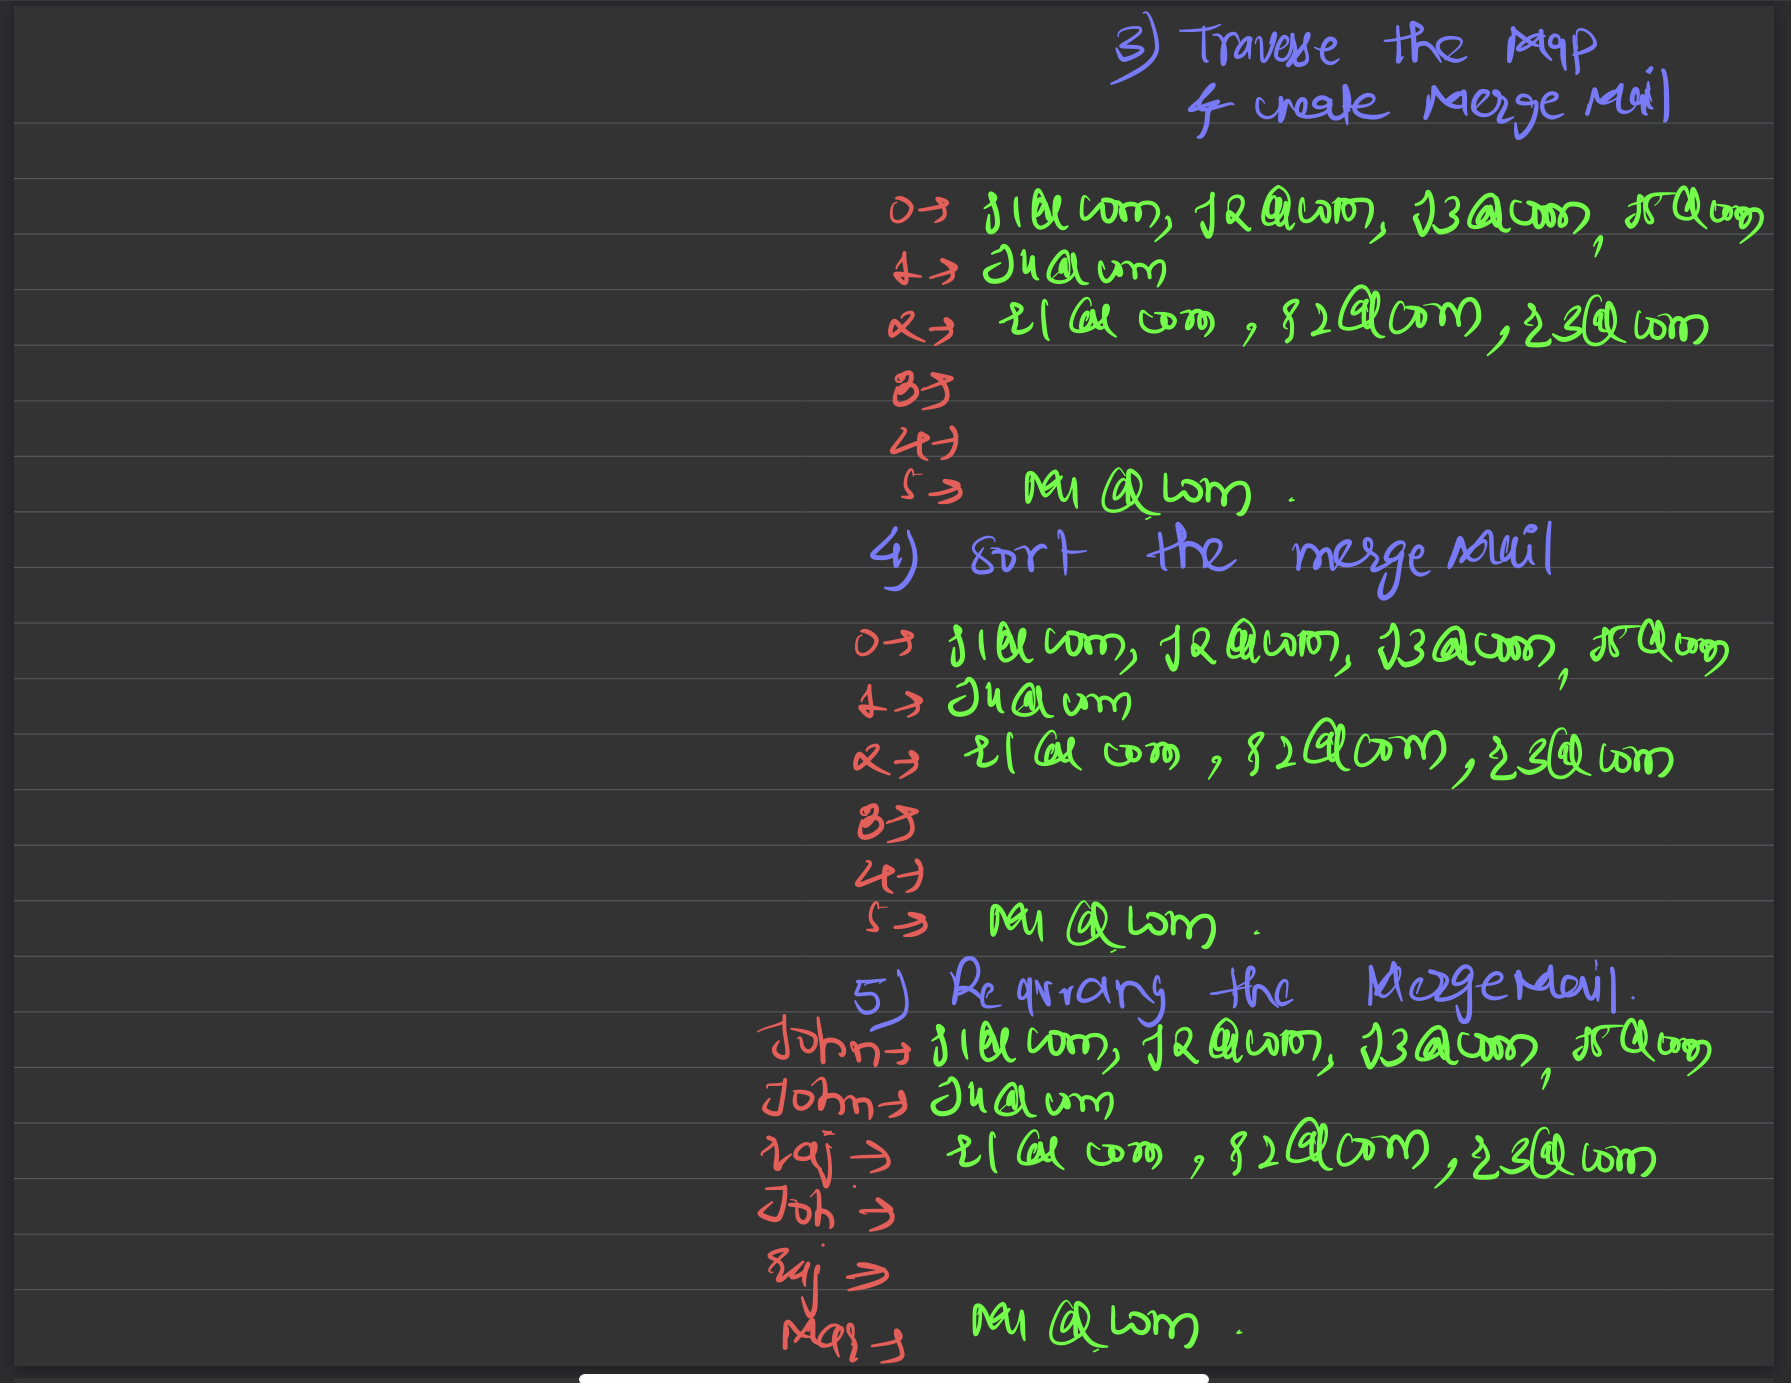 3) Traverse the Map
& create Merge Mail
0→ J1@com, J2@com, J3@com, J5@com
1→ J4@com
2→ r1@com, r2@com, r3@com
3→
4→
5→ M1@com.
4) Sort the merge Mail
0→ J1@com, J2@com, J3@com, J5@com
1→ J4@com
2→ r1@com, r2@com, r3@com
3→
4→
5→ M1@com.
5) Rearrang the MergeMail.
John→ J1@com, J2@com, J3@com, J5@com
John→ J4@com
raj→ r1@com, r2@com, r3@com
Joh→
raj→
Mar→ M1@com.